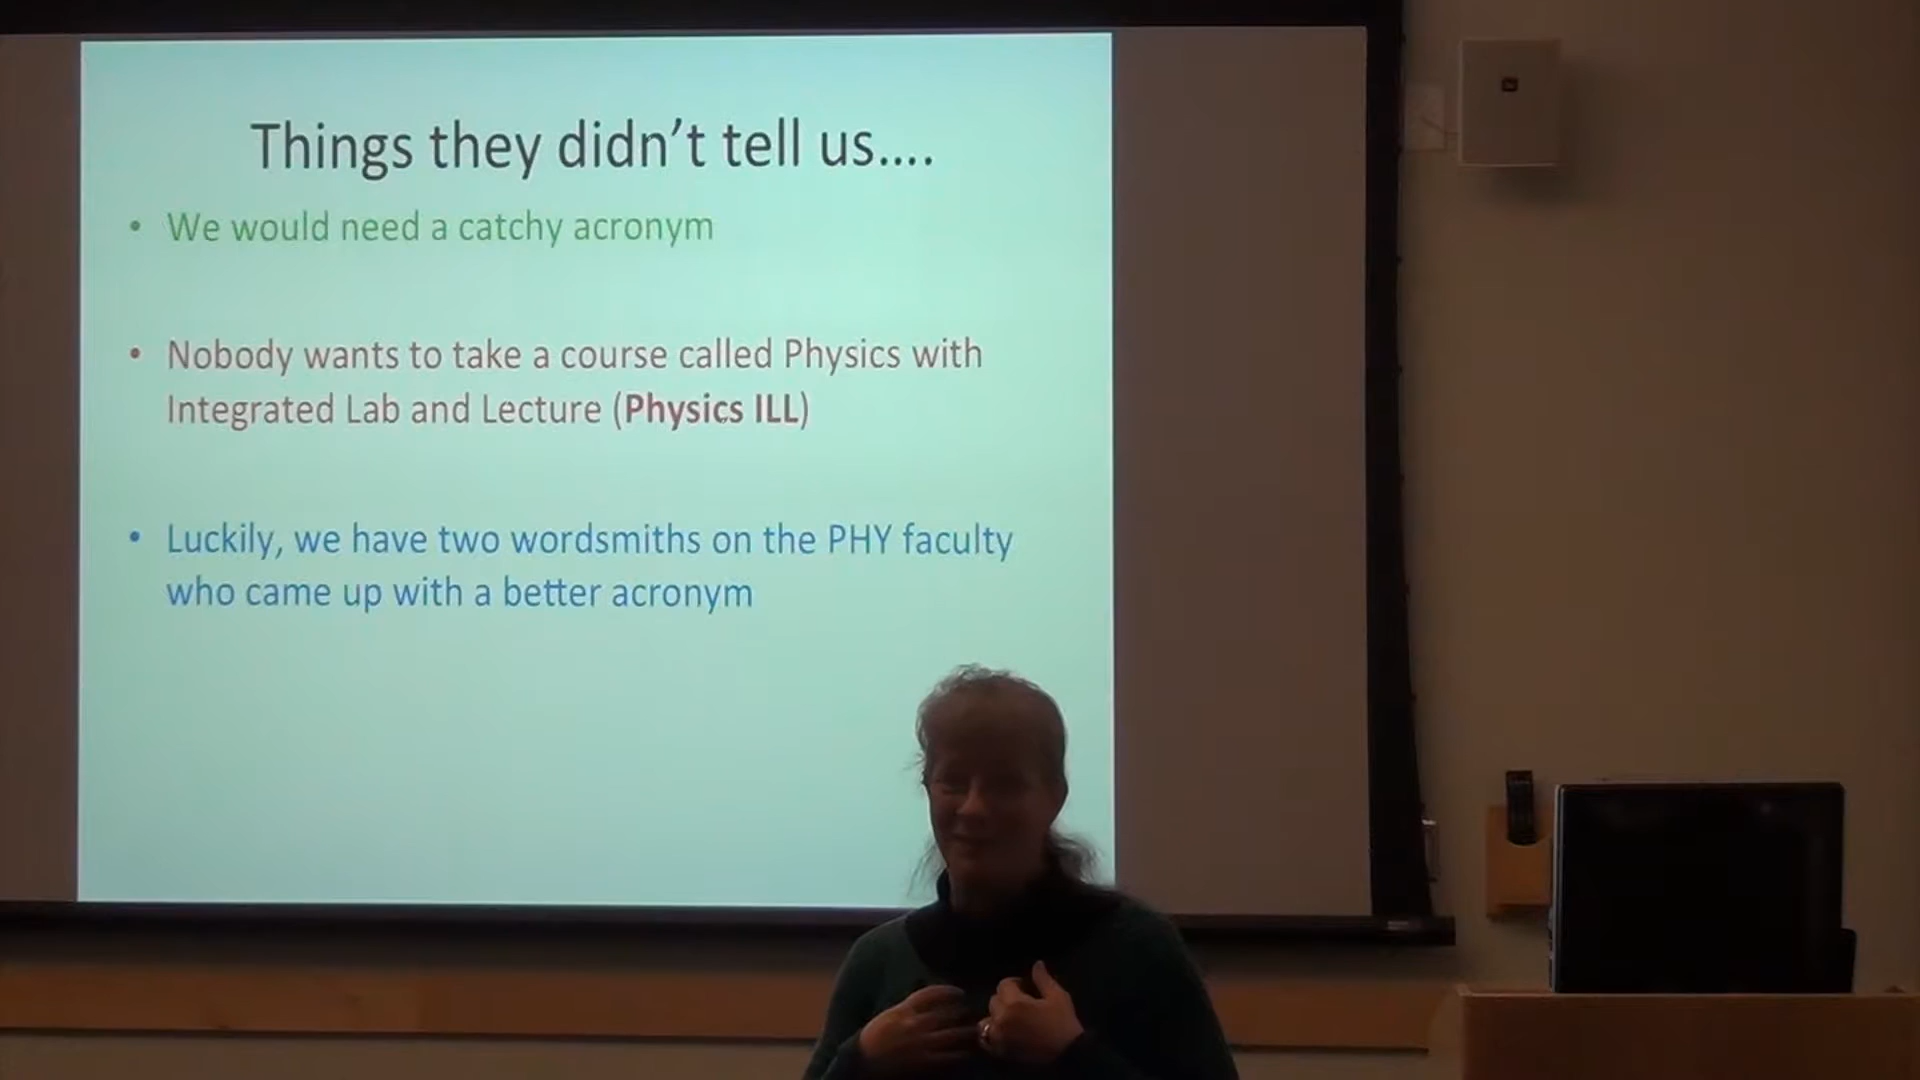 Things they didn't tell us....
• We would need a catchy acronym
• Nobody wants to take a course called Physics with
Integrated Lab and Lecture (Physics ILL)
• Luckily, we have two wordsmiths on the PHY faculty
who came up with a better acronym